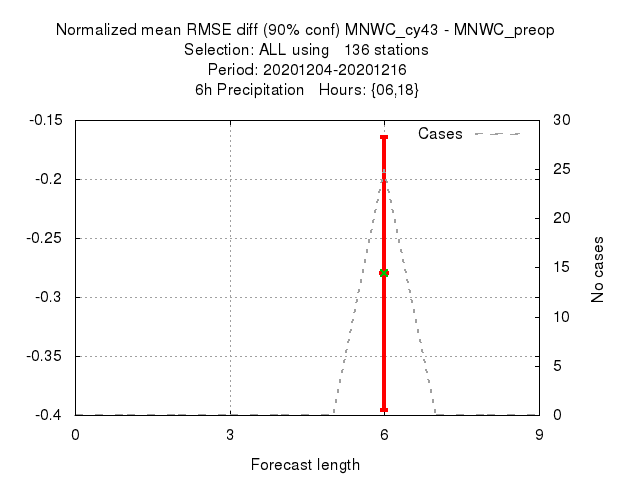 Normalized mean RMSE diff (90% conf) MNWC_cy43 - MNWC_preop
Selection: ALL using 136 stations
Period: 20201204-20201216
6h Precipitation Hours: {06,18}
-0.15
-0.2
-0.25
-0.3
-0.35
-0.4
Cases
30
25
20
15
10
5
0
No cases
0 3 6 9
Forecast length